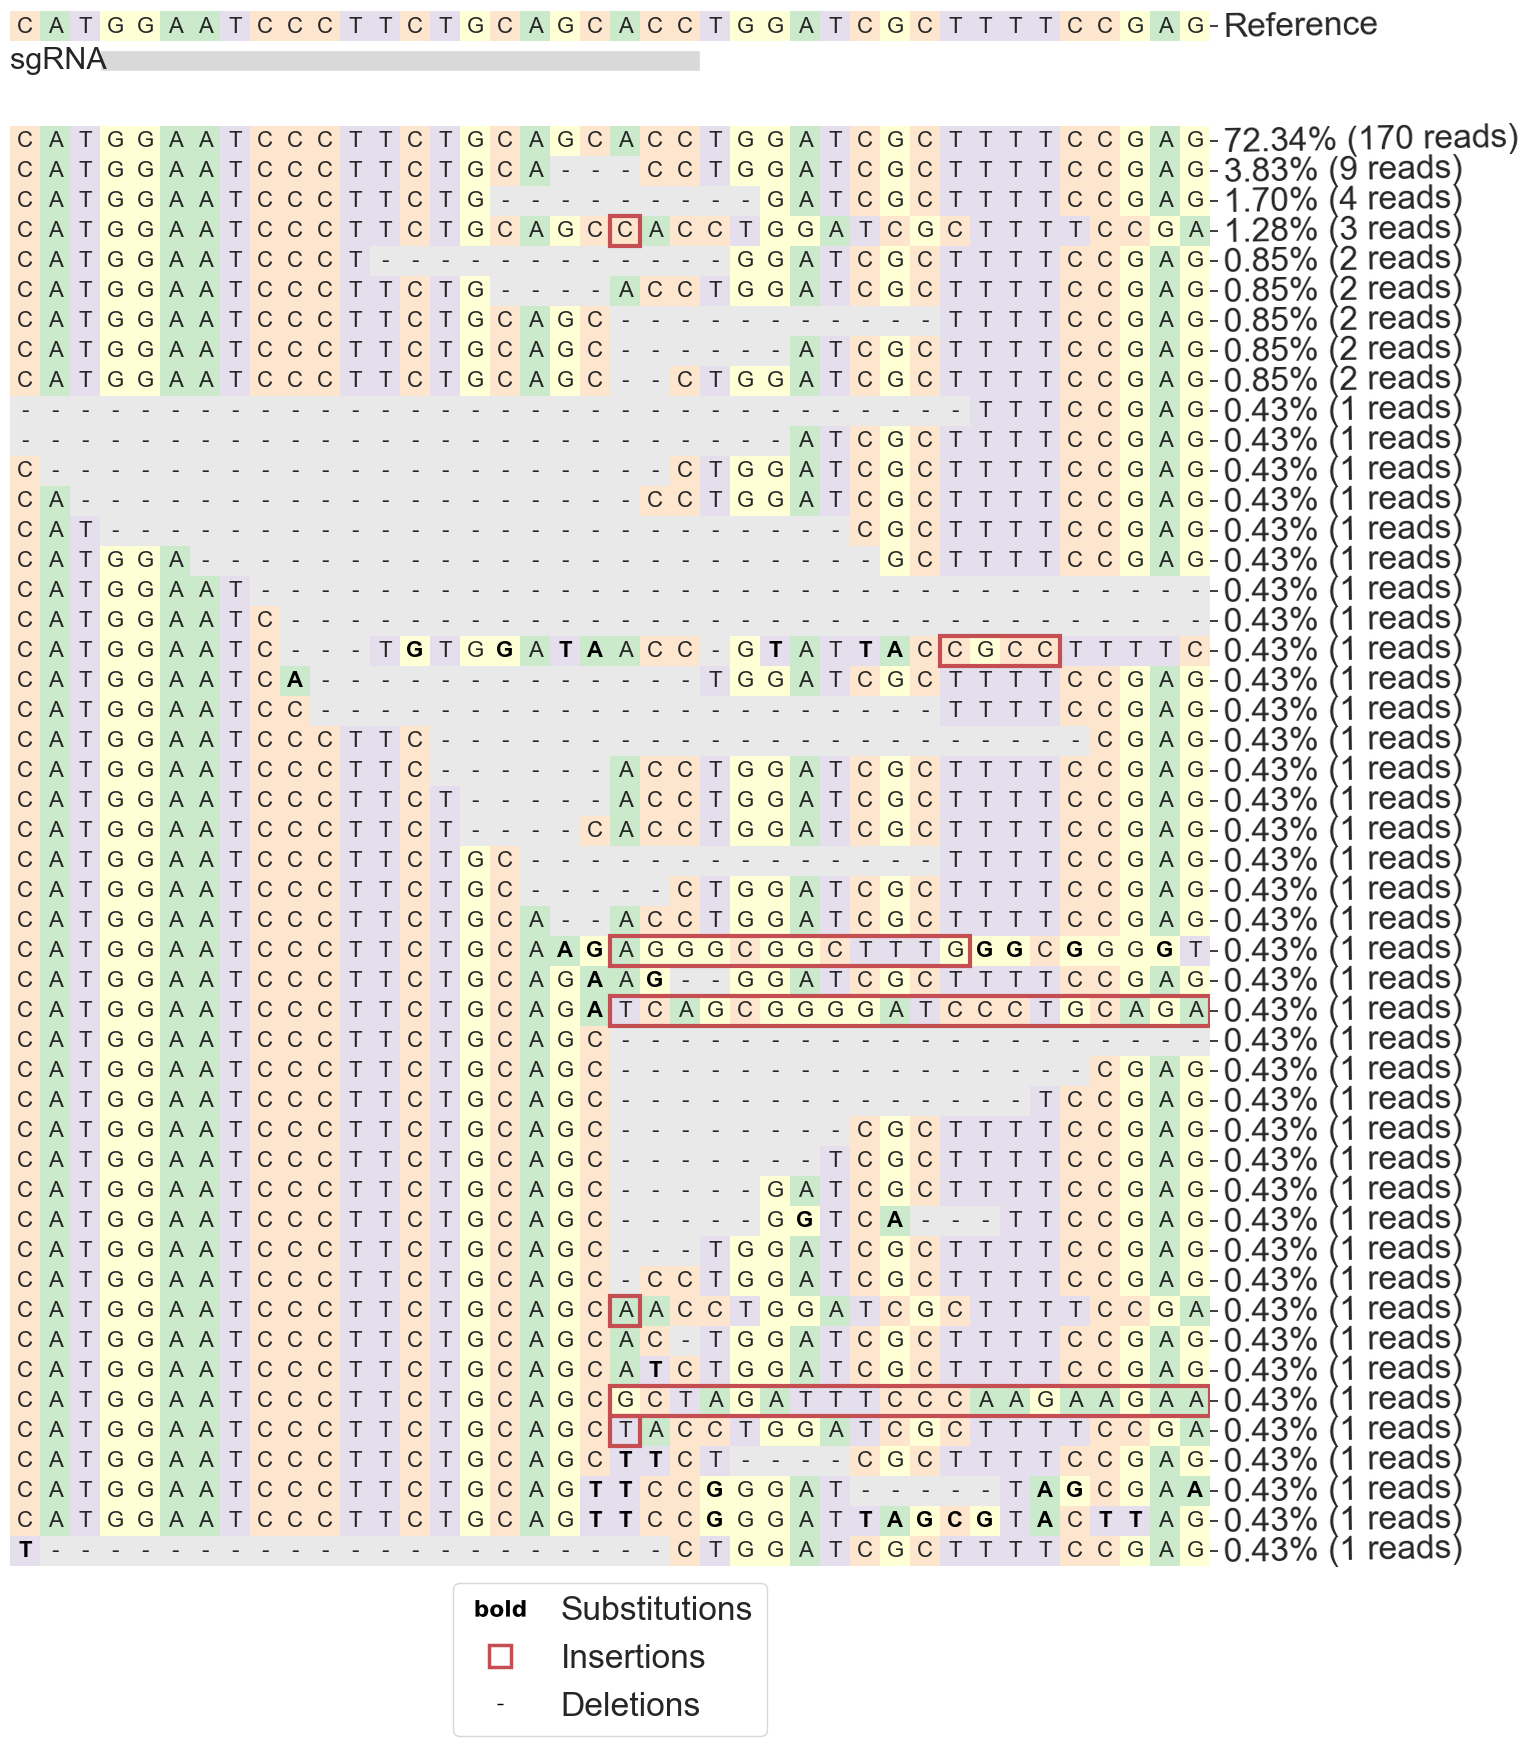 C A T G G A A T C C C T T C T G C A G C A C C T G G A T C G C T T T T C C G A G Reference
sgRNA
C A T G G A A T C C C T T C T G C A G C A C C T G G A T C G C T T T T C C G A G 72.34% (170 reads)
C A T G G A A T C C C T T C T G C A - - - C C T G G A T C G C T T T T C C G A G 3.83% (9 reads)
C A T G G A A T C C C T T C T G - - - - - - - - - G A T C G C T T T T C C G A G 1.70% (4 reads)
C A T G G A A T C C C T T C T G C A G C C A C C T G G A T C G C T T T T C C G A 1.28% (3 reads)
C A T G G A A T C C C T - - - - - - - - - - - - G G A T C G C T T T T C C G A G 0.85% (2 reads)
C A T G G A A T C C C T T C T G - - - - A C C T G G A T C G C T T T T C C G A G 0.85% (2 reads)
C A T G G A A T C C C T T C T G C A G C - - - - - - - - - - - T T T T C C G A G 0.85% (2 reads)
C A T G G A A T C C C T T C T G C A G C - - - - - - A T C G C T T T T C C G A G 0.85% (2 reads)
C A T G G A A T C C C T T C T G C A G C - - C T G G A T C G C T T T T C C G A G 0.85% (2 reads)
- - - - - - - - - - - - - - - - - - - - - - - - - - - - - - - - T T T C C G A G 0.43% (1 reads)
- - - - - - - - - - - - - - - - - - - - - - - - - - A T C G C T T T T C C G A G 0.43% (1 reads)
C - - - - - - - - - - - - - - - - - - - - - C T G G A T C G C T T T T C C G A G 0.43% (1 reads)
C A - - - - - - - - - - - - - - - - - - - C C T G G A T C G C T T T T C C G A G 0.43% (1 reads)
C A T - - - - - - - - - - - - - - - - - - - - - - - - - C G C T T T T C C G A G 0.43% (1 reads)
C A T G G A - - - - - - - - - - - - - - - - - - - - - - - G C T T T T C C G A G 0.43% (1 reads)
C A T G G A A T - - - - - - - - - - - - - - - - - - - - - - - - - - - - - - - - 0.43% (1 reads)
C A T G G A A T C - - - - - - - - - - - - - - - - - - - - - - - - - - - - - - - 0.43% (1 reads)
C A T G G A A T C - - - T G T G G A T A A C C - G T A T T A C C G C C T T T T C 0.43% (1 reads)
C A T G G A A T C A - - - - - - - - - - - - - T G G A T C G C T T T T C C G A G 0.43% (1 reads)
C A T G G A A T C C - - - - - - - - - - - - - - - - - - - - - T T T T C C G A G 0.43% (1 reads)
C A T G G A A T C C C T T C - - - - - - - - - - - - - - - - - - - - - - C G A G 0.43% (1 reads)
C A T G G A A T C C C T T C - - - - - - A C C T G G A T C G C T T T T C C G A G 0.43% (1 reads)
C A T G G A A T C C C T T C T - - - - - A C C T G G A T C G C T T T T C C G A G 0.43% (1 reads)
C A T G G A A T C C C T T C T - - - - C A C C T G G A T C G C T T T T C C G A G 0.43% (1 reads)
C A T G G A A T C C C T T C T G C - - - - - - - - - - - - - - T T T T C C G A G 0.43% (1 reads)
C A T G G A A T C C C T T C T G C - - - - - C T G G A T C G C T T T T C C G A G 0.43% (1 reads)
C A T G G A A T C C C T T C T G C A - - A C C T G G A T C G C T T T T C C G A G 0.43% (1 reads)
C A T G G A A T C C C T T C T G C A A G A G G G C G G C T T T G G G C G G G G T 0.43% (1 reads)
C A T G G A A T C C C T T C T G C A G A A G - - G G A T C G C T T T T C C G A G 0.43% (1 reads)
C A T G G A A T C C C T T C T G C A G A T C A G C G G G G A T C C C T G C A G A 0.43% (1 reads)
C A T G G A A T C C C T T C T G C A G C - - - - - - - - - - - - - - - - - - - - 0.43% (1 reads)
C A T G G A A T C C C T T C T G C A G C - - - - - - - - - - - - - - - - C G A G 0.43% (1 reads)
C A T G G A A T C C C T T C T G C A G C - - - - - - - - - - - - - - T C C G A G 0.43% (1 reads)
C A T G G A A T C C C T T C T G C A G C - - - - - - - - C G C T T T T C C G A G 0.43% (1 reads)
C A T G G A A T C C C T T C T G C A G C - - - - - - - T C G C T T T T C C G A G 0.43% (1 reads)
C A T G G A A T C C C T T C T G C A G C - - - - - G A T C G C T T T T C C G A G 0.43% (1 reads)
C A T G G A A T C C C T T C T G C A G C - - - - - G G T C A - - - T T C C G A G 0.43% (1 reads)
C A T G G A A T C C C T T C T G C A G C - - - T G G A T C G C T T T T C C G A G 0.43% (1 reads)
C A T G G A A T C C C T T C T G C A G C - C C T G G A T C G C T T T T C C G A G 0.43% (1 reads)
C A T G G A A T C C C T T C T G C A G C A A C C T G G A T C G C T T T T C C G A 0.43% (1 reads)
C A T G G A A T C C C T T C T G C A G C A C - T G G A T C G C T T T T C C G A G 0.43% (1 reads)
C A T G G A A T C C C T T C T G C A G C A T C T G G A T C G C T T T T C C G A G 0.43% (1 reads)
C A T G G A A T C C C T T C T G C A G C G C T A G A T T T C C C A A G A A G A A 0.43% (1 reads)
C A T G G A A T C C C T T C T G C A G C T A C C T G G A T C G C T T T T C C G A 0.43% (1 reads)
C A T G G A A T C C C T T C T G C A G C T T C T - - - - C G C T T T T C C G A G 0.43% (1 reads)
C A T G G A A T C C C T T C T G C A G T T C C G G G A T - - - - - T A G C G A A 0.43% (1 reads)
C A T G G A A T C C C T T C T G C A G T T C C G G G A T T A G C G T A C T T A G 0.43% (1 reads)
T - - - - - - - - - - - - - - - - - - - - - C T G G A T C G C T T T T C C G A G 0.43% (1 reads)
bold Substitutions
Insertions
- Deletions